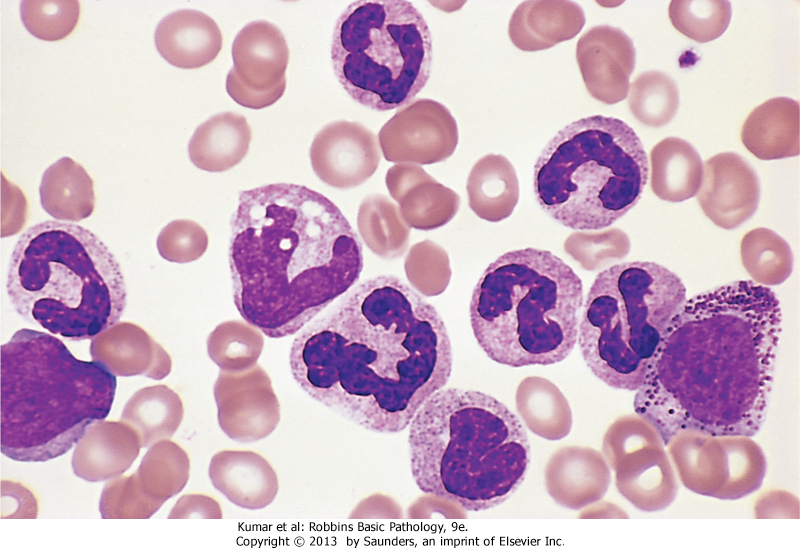 Kumar et al: Robbins Basic Pathology, 9e.
Copyright © 2013 by Saunders, an imprint of Elsevier Inc.